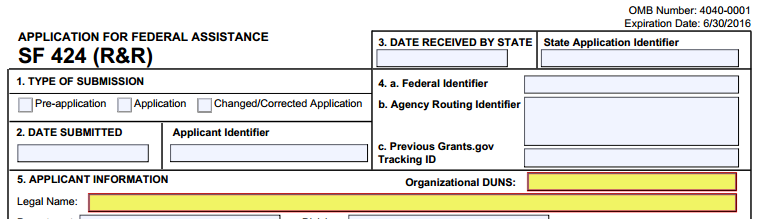 OMB Number: 4040-0001
Expiration Date: 6/30/2016
APPLICATION FOR FEDERAL ASSISTANCE
SF 424 (R&R)
3. DATE RECEIVED BY STATE
State Application Identifier
1. TYPE OF SUBMISSION
Pre-application
Application
Changed/Corrected Application
4. a. Federal Identifier
b. Agency Routing Identifier
2. DATE SUBMITTED
Applicant Identifier
c. Previous Grants.gov
Tracking ID
5. APPLICANT INFORMATION
Organizational DUNS:
Legal Name: